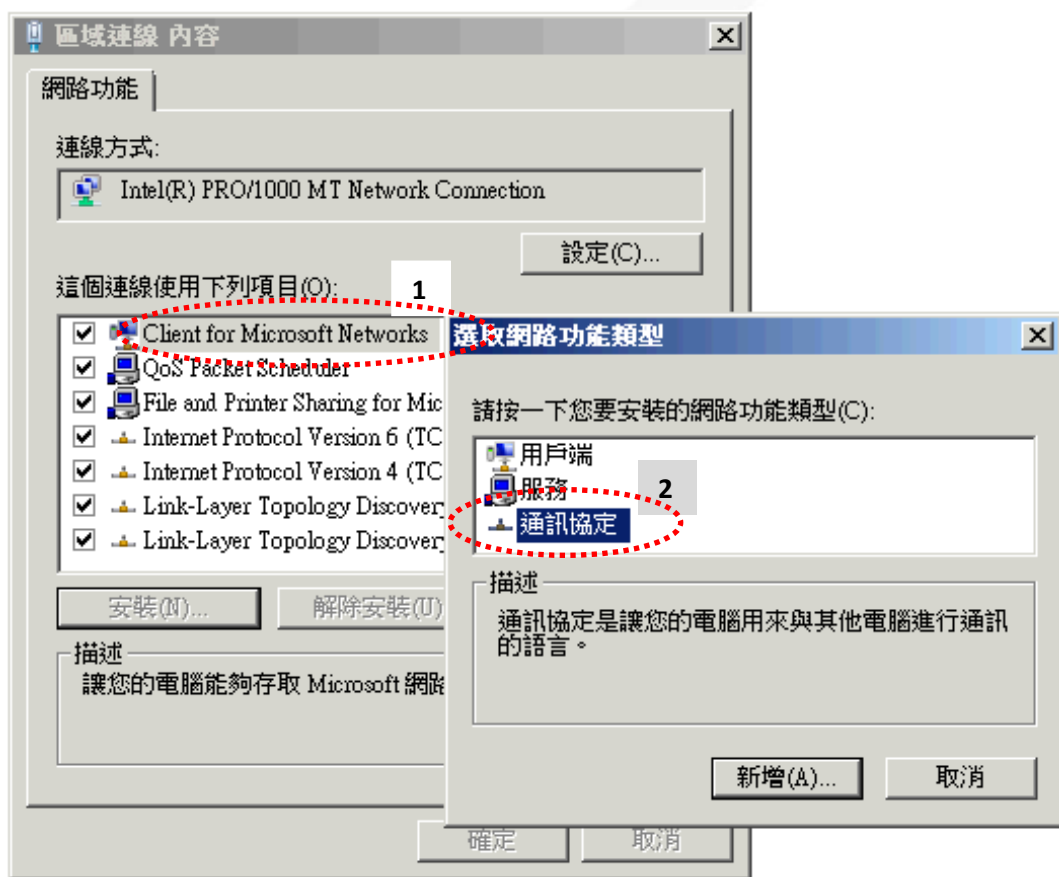 區域連線 內容
網路功能
連線方式:
Intel(R) PRO/1000 MT Network Connection
設定(C)...
這個連線使用下列項目(O):
1
Client for Microsoft Networks
QoS Packet Scheduler
File and Printer Sharing for Mic
Internet Protocol Version 6 (TC
Internet Protocol Version 4 (TC
Link-Layer Topology Discover
Link-Layer Topology Discover
安裝(N)...
解除安裝(U)
描述
讓您的電腦能夠存取 Microsoft 網路
確定
取消
選取網路功能類型
請按一下您要安裝的網路功能類型(C):
用戶端
服務
2
通訊協定
描述
通訊協定是讓您的電腦用來與其他電腦進行通訊
的語言。
新增(A)...
取消